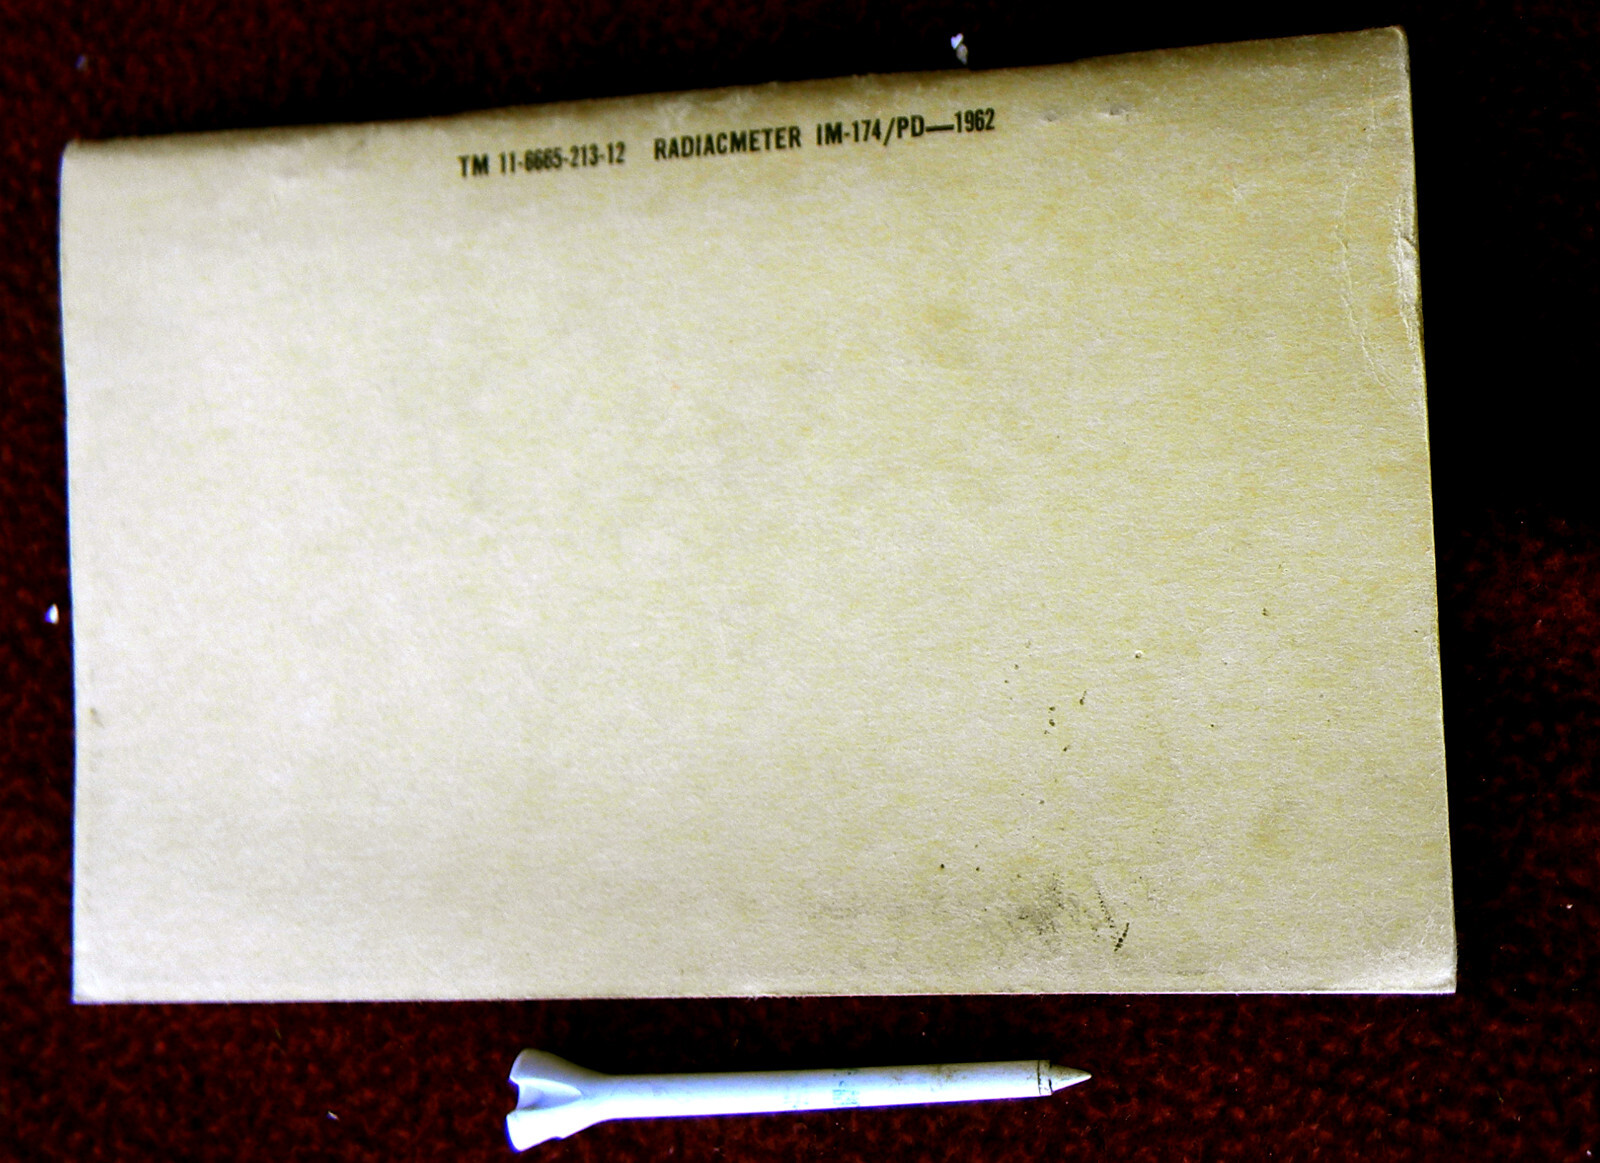 TM 11-6665-213-12 RADIACMETER IM-174/PD—1962